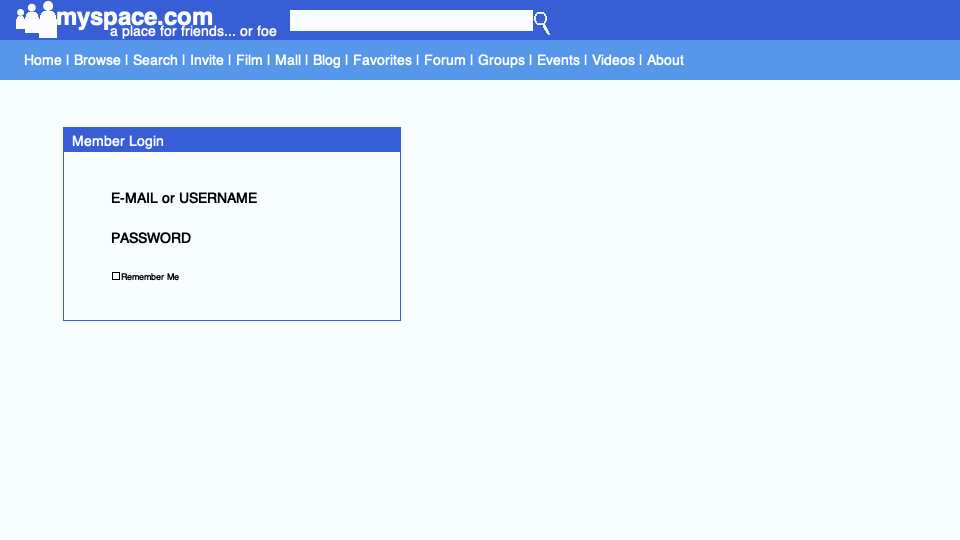 myspace.com
a place for friends... or foe
Home | Browse | Search | Invite | Film | Mall | Blog | Favorites | Forum | Groups | Events | Videos | About
Member Login
E-MAIL or USERNAME
PASSWORD
Remember Me